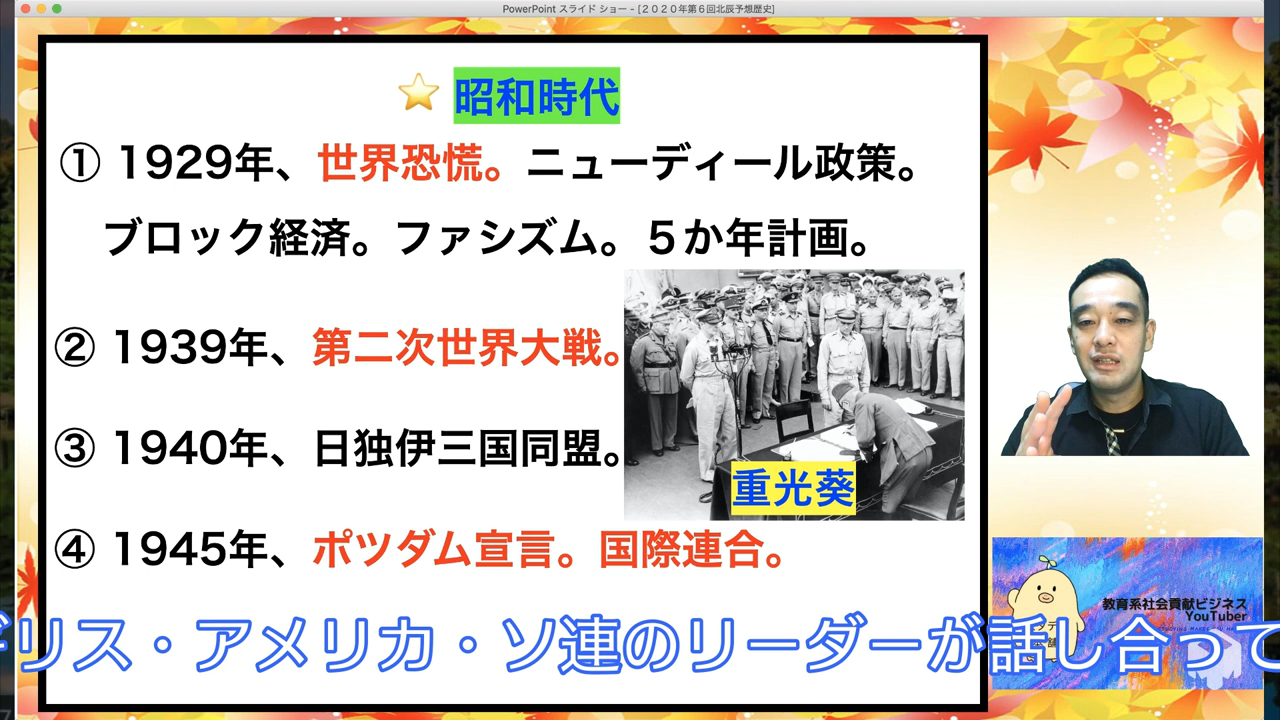 PowerPoint スライド ショー - [２０２０年第６回北辰予想歴史]
昭和時代
① 1929年、世界恐慌。ニューディール政策。
ブロック経済。ファシズム。５か年計画。
② 1939年、第二次世界大戦。
③ 1940年、日独伊三国同盟。
重光葵
④ 1945年、ポツダム宣言。国際連合。
教育系社会貢献ビジネス
YouTuber
リス・アメリカ・ソ連のリーダーが話し合って